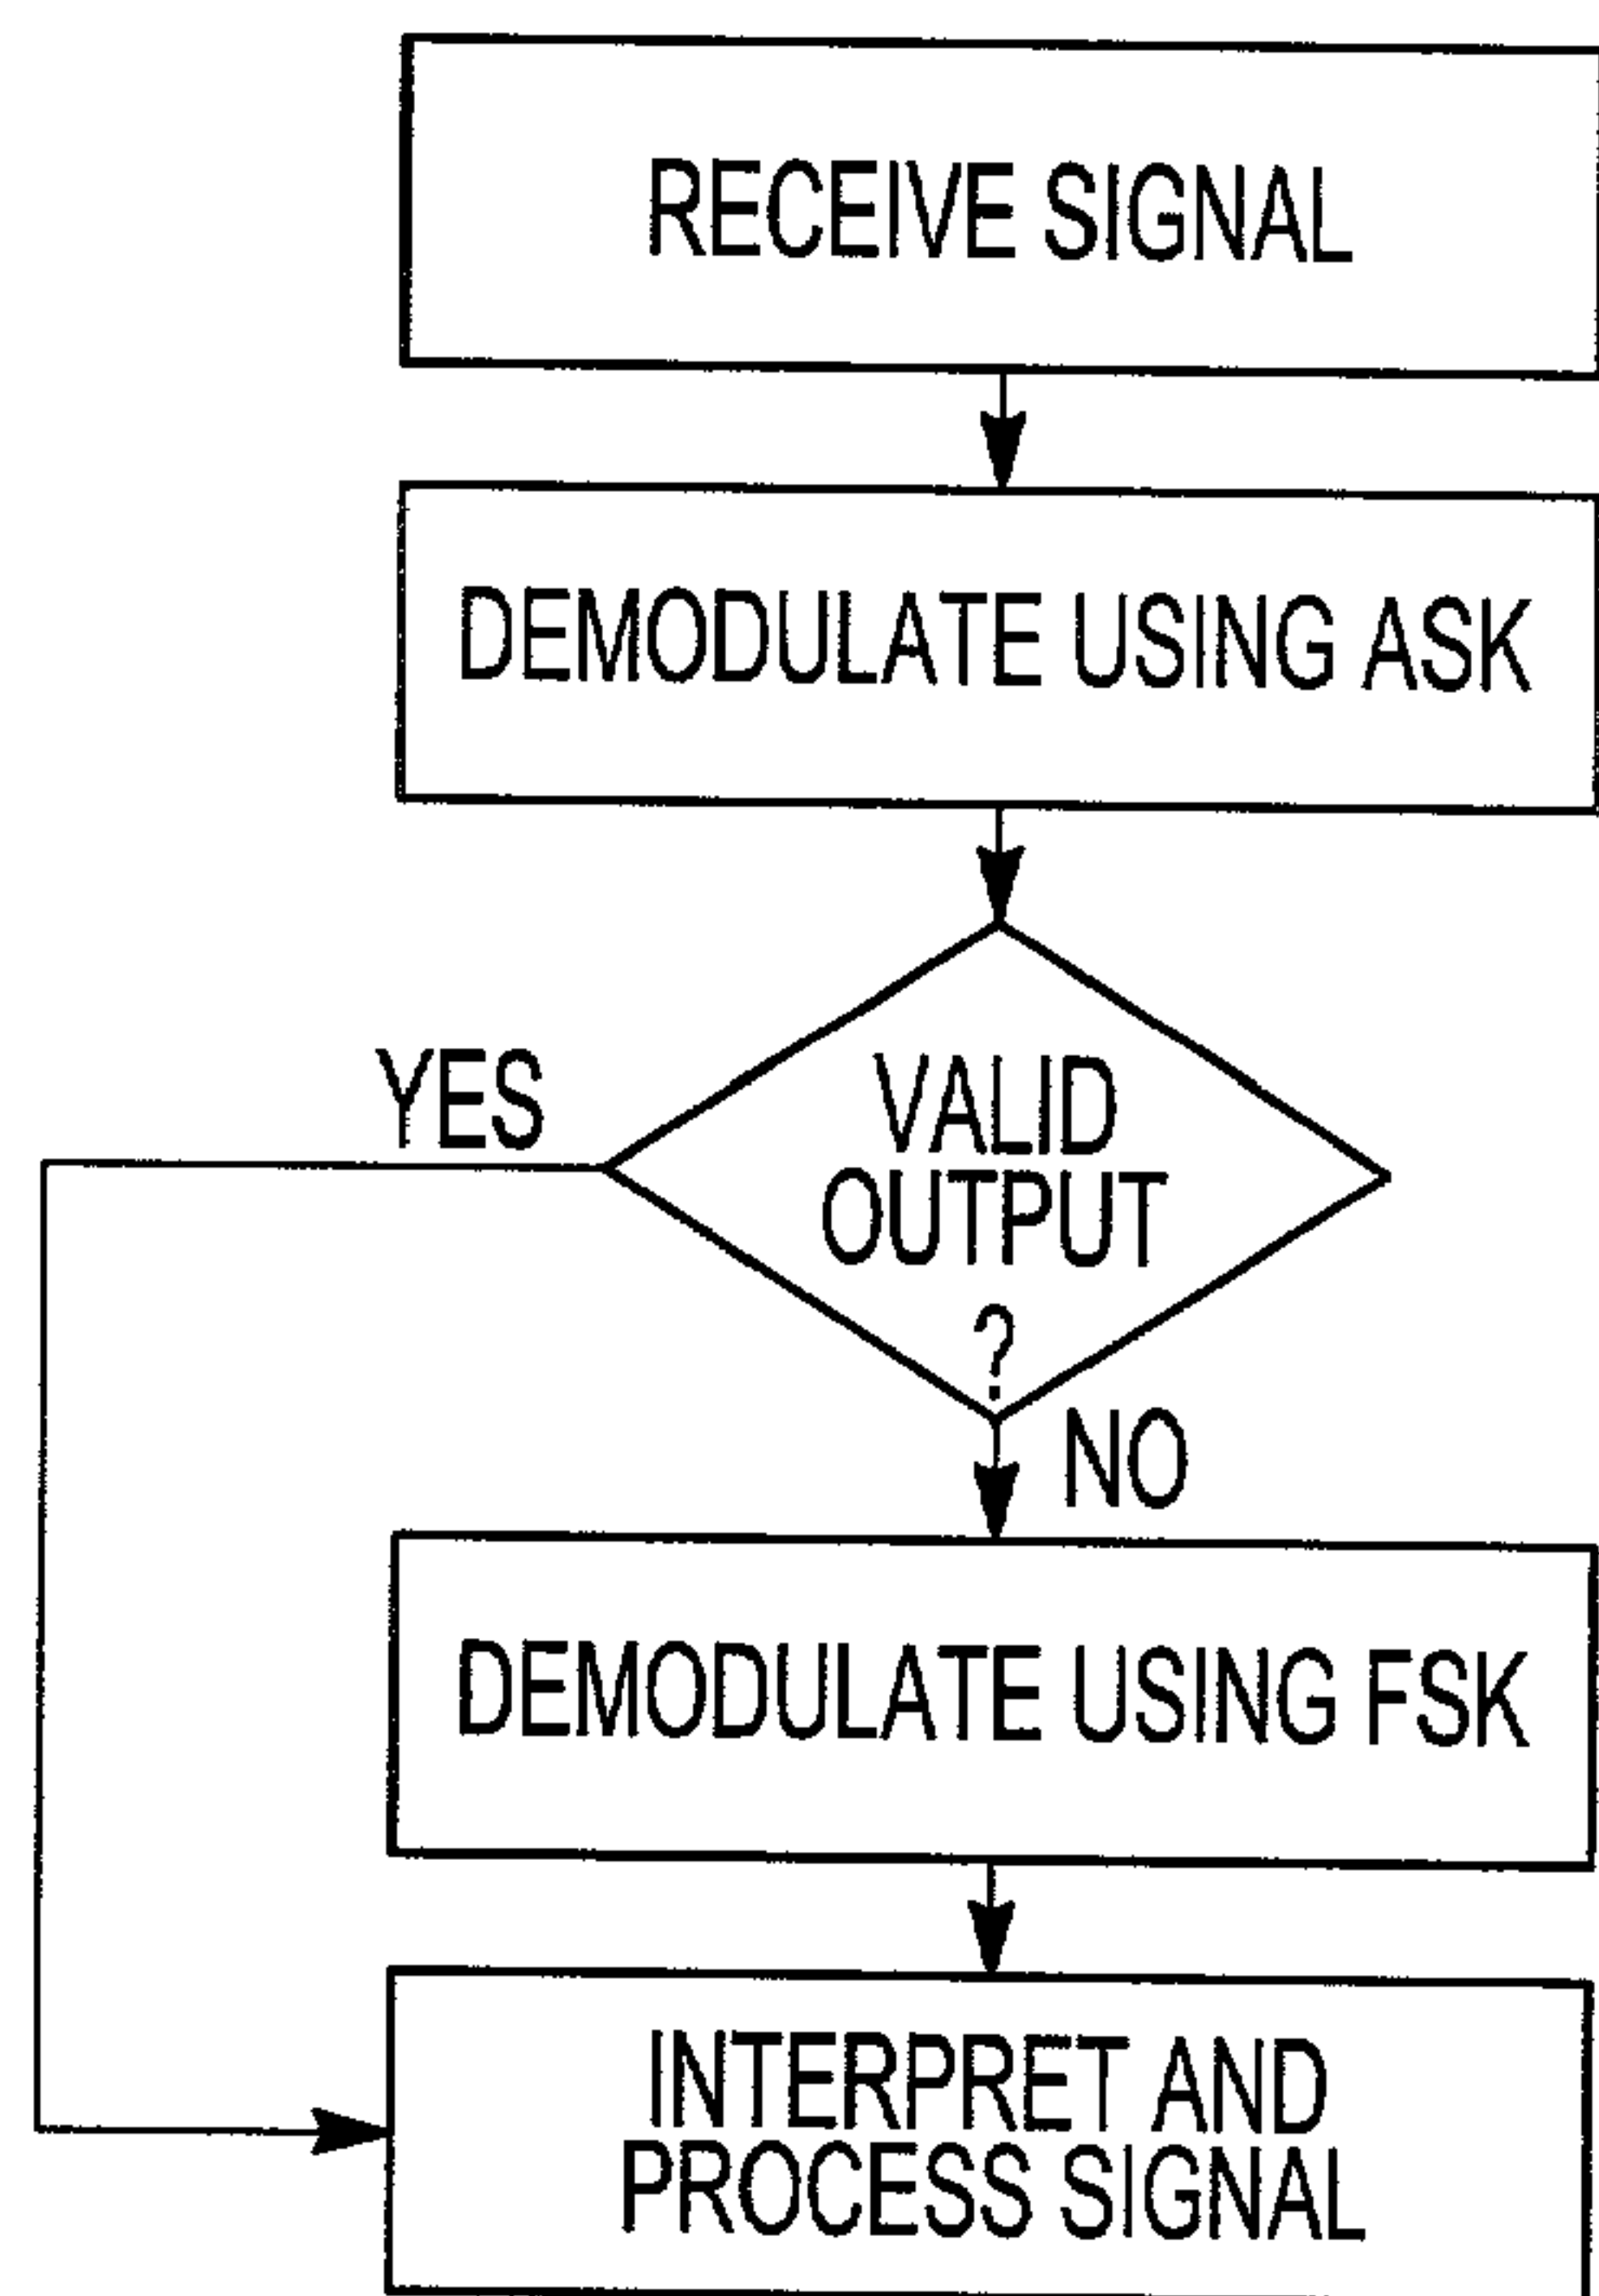 RECEIVE SIGNAL
DEMODULATE USING ASK
YES
VALID
OUTPUT
?
NO
DEMODULATE USING FSK
INTERPRET AND
PROCESS SIGNAL